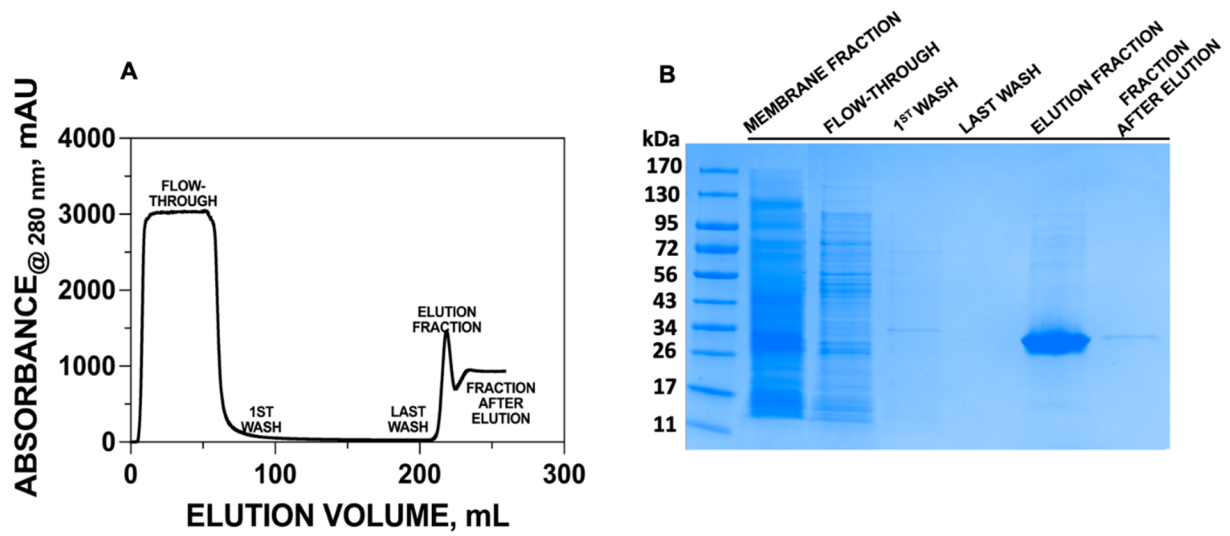 A
ABSORBANCE@ 280 nm, mAU
4000
3000
2000
1000
0
FLOW-
THROUGH
1ST
WASH
LAST
WASH
ELUTION
FRACTION
FRACTION
AFTER
ELUTION
0
100
200
300
ELUTION VOLUME, mL
B
MEMBRANE FRACTION
FLOW-THROUGH
1ST WASH
LAST WASH
ELUTION FRACTION
FRACTION
AFTER ELUTION
kDa
170
130
95
72
56
43
34
26
17
11